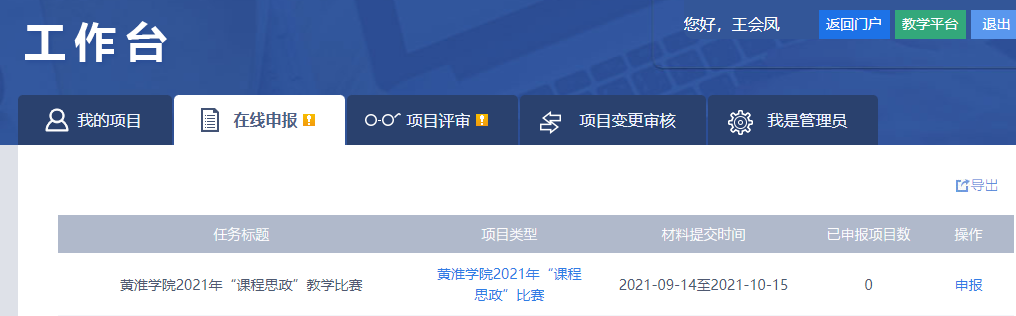 工作台
您好，王会凤
返回门户
教学平台
退出
我的项目
在线申报
项目评审
项目变更审核
我是管理员
导出
任务标题 项目类型 材料提交时间 已申报项目数 操作
黄淮学院2021年“课程思政”教学比赛 黄淮学院2021年“课程
思政”比赛 2021-09-14至2021-10-15 0 申报